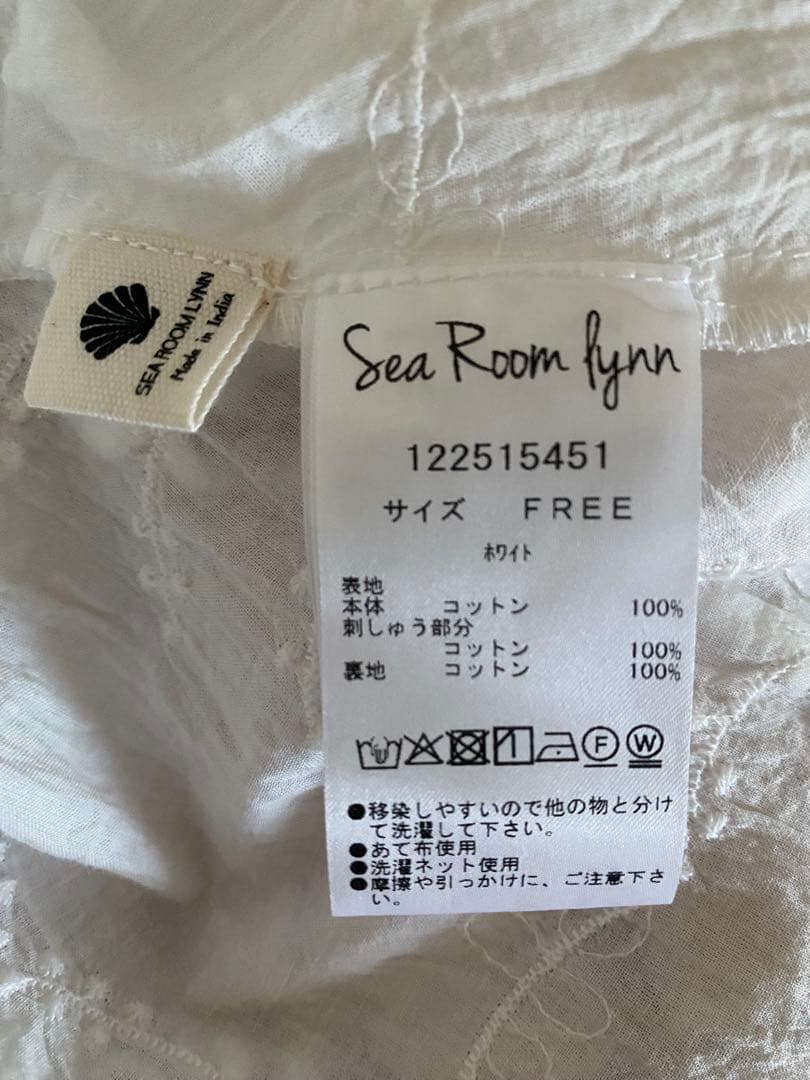 SEA ROOM LYNN
Made in India
Sea Room lynn
122515451
サイズ FREE
ホワイト
表地
本体 コットン 100%
刺しゅう部分
コットン 100%
裏地 コットン 100%
F W
●移染しやすいので他の物と分け
て洗濯して下さい。
●あて布使用
●洗濯ネット使用
●摩擦や引っかけに、ご注意下さ
い。